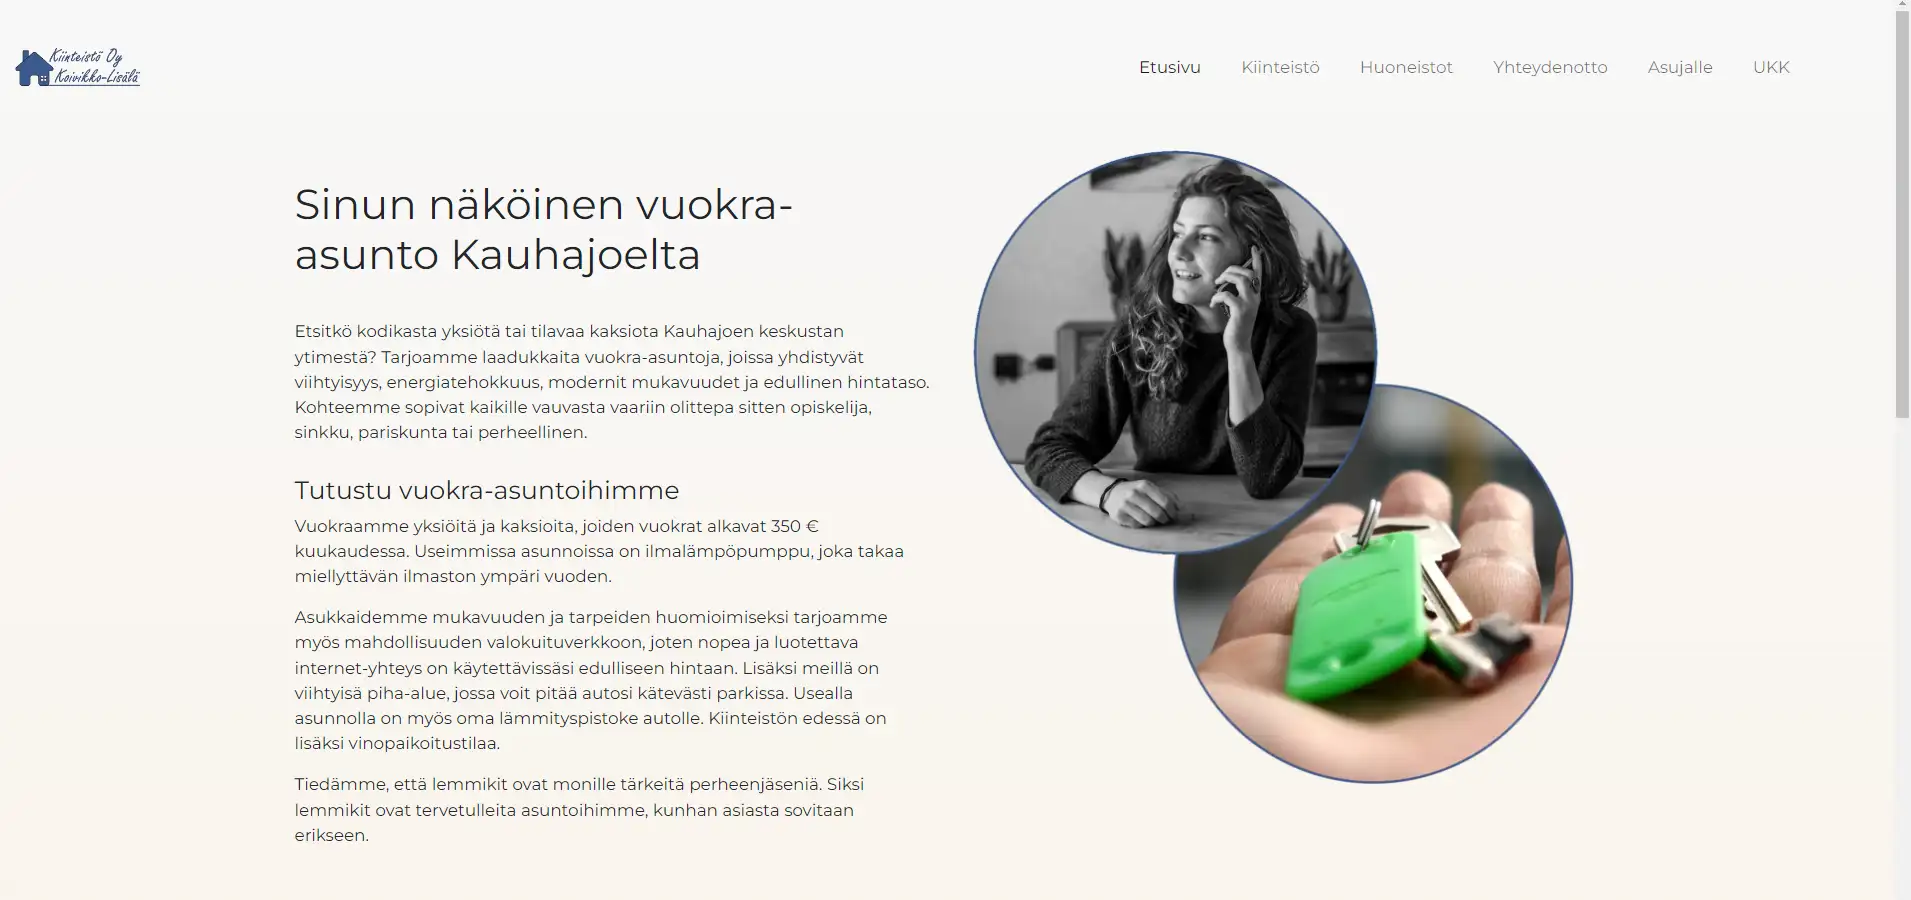 Kiinteistö Oy
Koivikko-Lisälä
Etusivu
Kiinteistö
Huoneistot
Yhteydenotto
Asujalle
UKK
Sinun näköinen vuokra-
asunto Kauhajoelta
Etsitkö kodikasta yksiötä tai tilavaa kaksiota Kauhajoen keskustan
ytimestä? Tarjoamme laadukkaita vuokra-asuntoja, joissa yhdistyvät
viihtyisyys, energiatehokkuus, modernit mukavuudet ja edullinen hintataso.
Kohteemme sopivat kaikille vauvasta vaariin olittepa sitten opiskelija,
sinkku, pariskunta tai perheellinen.
Tutustu vuokra-asuntoihimme
Vuokraamme yksiöitä ja kaksioita, joiden vuokrat alkavat 350 €
kuukaudessa. Useimmissa asunnoissa on ilmalämpöpumppu, joka takaa
miellyttävän ilmaston ympäri vuoden.
Asukkaidemme mukavuuden ja tarpeiden huomioimiseksi tarjoamme
myös mahdollisuuden valokuituverkkoon, joten nopea ja luotettava
internet-yhteys on käytettävissäsi edulliseen hintaan. Lisäksi meillä on
viihtyisä piha-alue, jossa voit pitää autosi kätevästi parkissa. Usealla
asunnolla on myös oma lämmityspistoke autolle. Kiinteistön edessä on
lisäksi vinopaikoitustilaa.
Tiedämme, että lemmikit ovat monille tärkeitä perheenjäseniä. Siksi
lemmikit ovat tervetulleita asuntoihimme, kunhan asiasta sovitaan
erikseen.